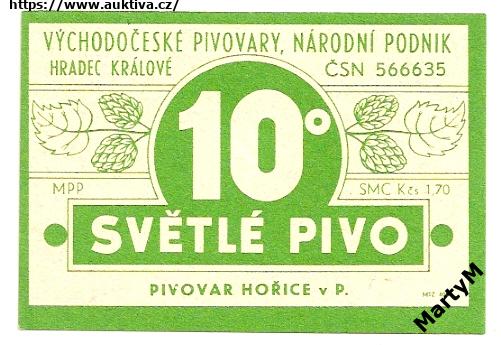 https://www.auktiva.cz/
VÝCHODOČESKÉ PIVOVARY, NÁRODNÍ PODNIK
HRADEC KRÁLOVÉ
ČSN 566635
10°
MPP
SMC Kčs 1,70
SVĚTLÉ PIVO
PIVOVAR HOŘICE v P.
MartyM